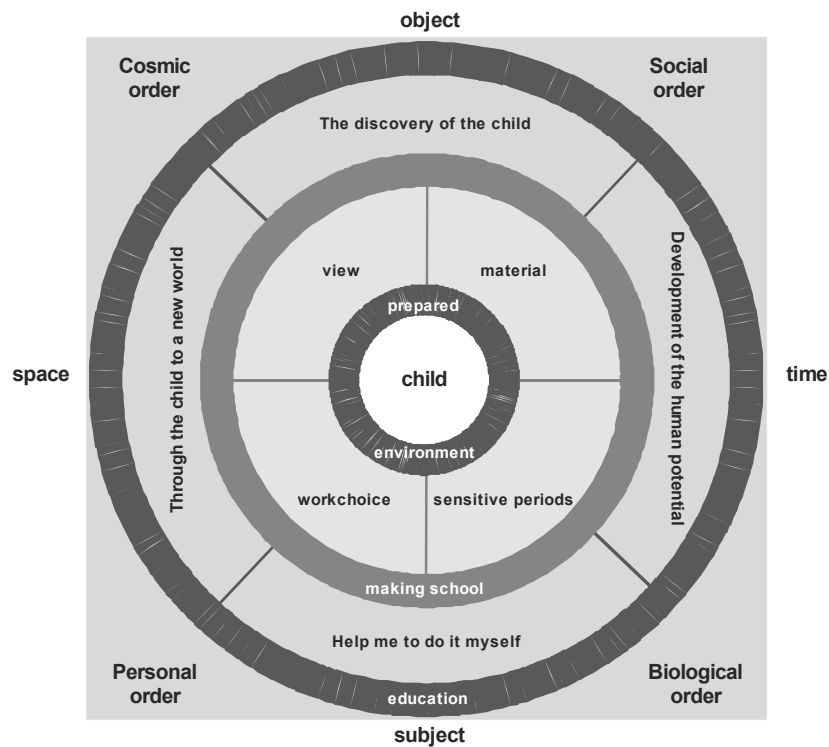 object
Cosmic
order
Social
order
The discovery of the child
Through the child to a new world
Development of the human potential
view
material
prepared
space
child
time
environment
workchoice
sensitive periods
making school
Help me to do it myself
Personal
order
Biological
order
education
subject